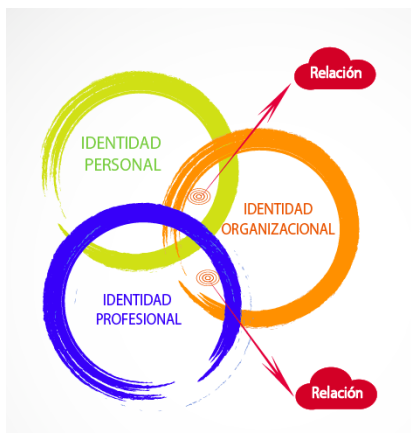 Relación
IDENTIDAD
PERSONAL
IDENTIDAD
ORGANIZACIONAL
IDENTIDAD
PROFESIONAL
Relación